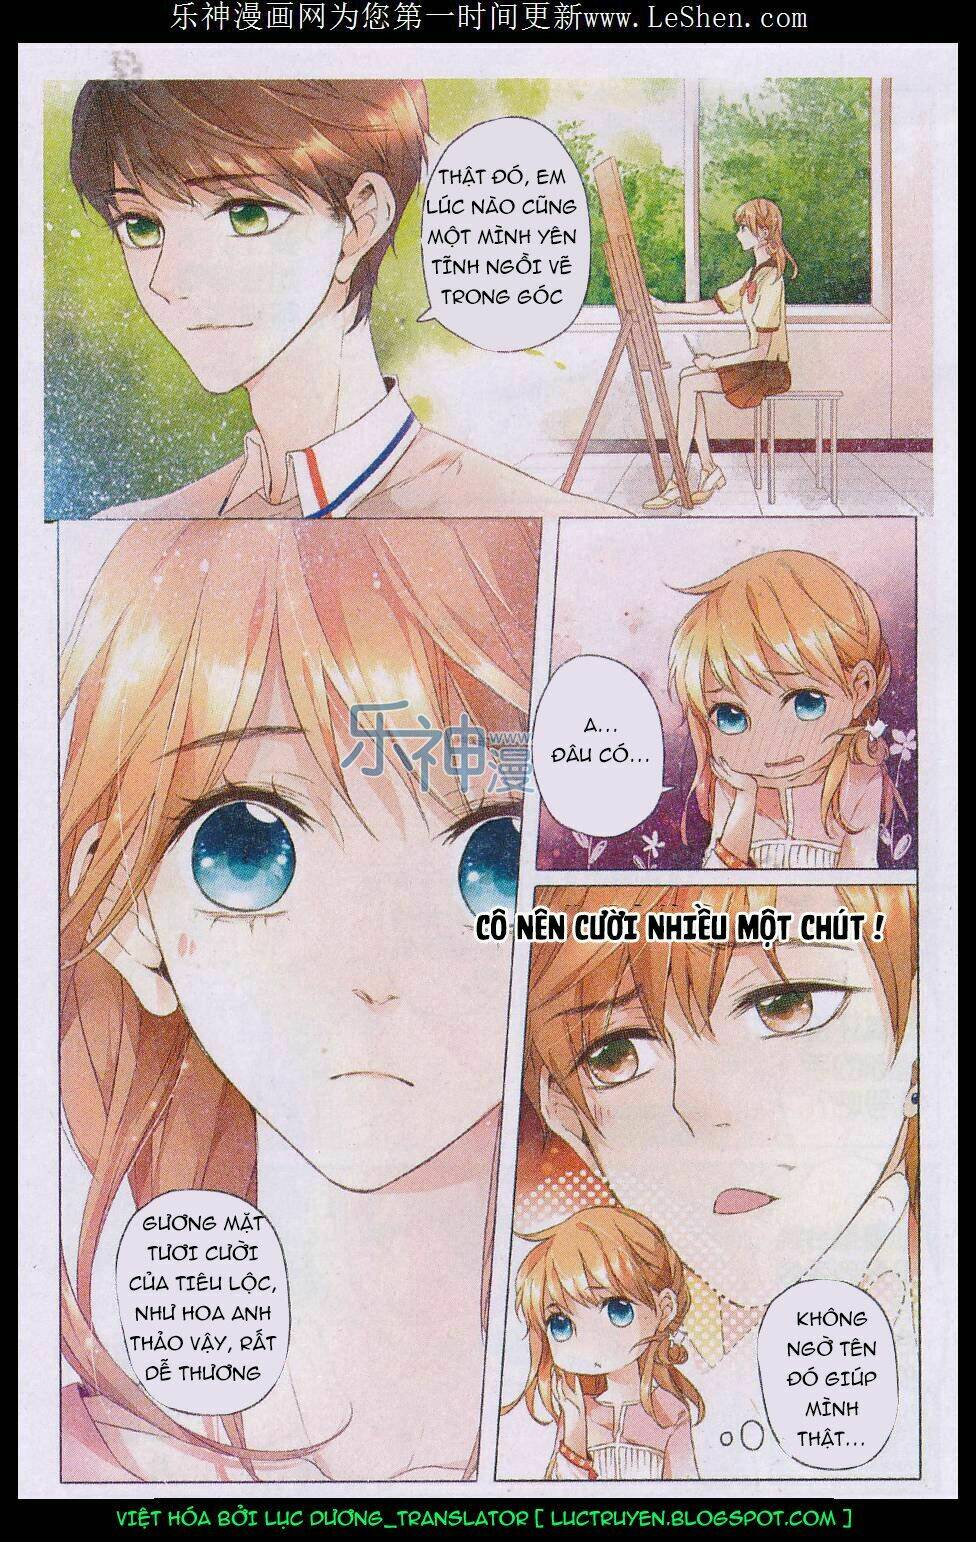 乐神漫画网为您第一时间更新www.LeShen.com
THẬT ĐÓ, EM
LÚC NÀO CŨNG
MỘT MÌNH YÊN
TĨNH NGỒI VẼ
TRONG GÓC
A...
ĐÂU CÓ...
乐神漫
www
CÔ NÊN CƯỜI NHIỀU MỘT CHÚT !
GƯƠNG MẶT
TƯƠI CƯỜI
CỦA TIÊU LỘC,
NHƯ HOA ANH
THẢO VẬY, RẤT
DỄ THƯƠNG
KHÔNG
NGỜ TÊN
ĐÓ GIÚP
MÌNH
THẬT...
VIỆT HÓA BỞI LỤC DƯƠNG_TRANSLATOR [ LUCTRUYEN.BLOGSPOT.COM ]